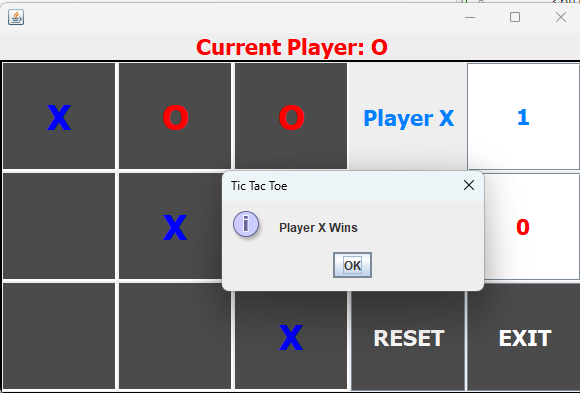 Current Player: O
X O O Player X 1
Tic Tac Toe
X 0
i Player X Wins
OK
X RESET EXIT